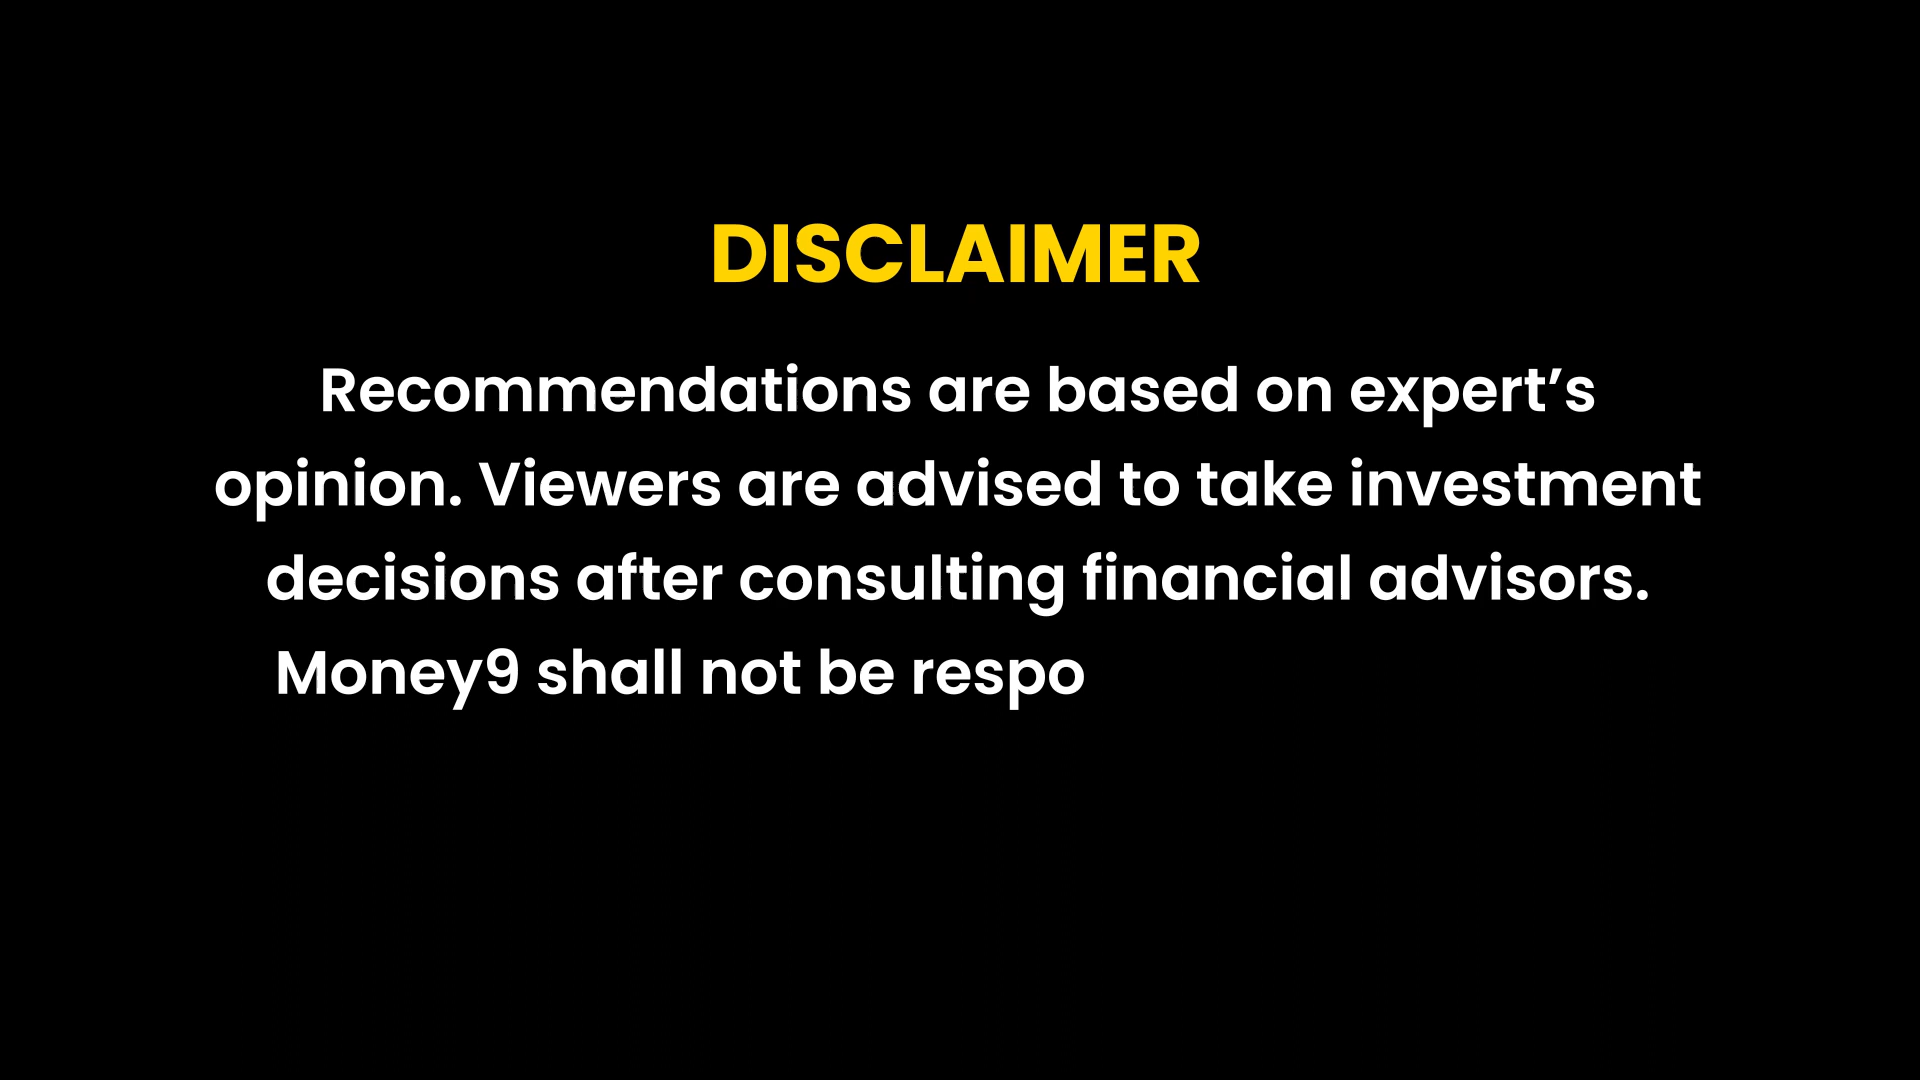 DISCLAIMER
Recommendations are based on expert’s
opinion. Viewers are advised to take investment
decisions after consulting financial advisors.
Money9 shall not be respo